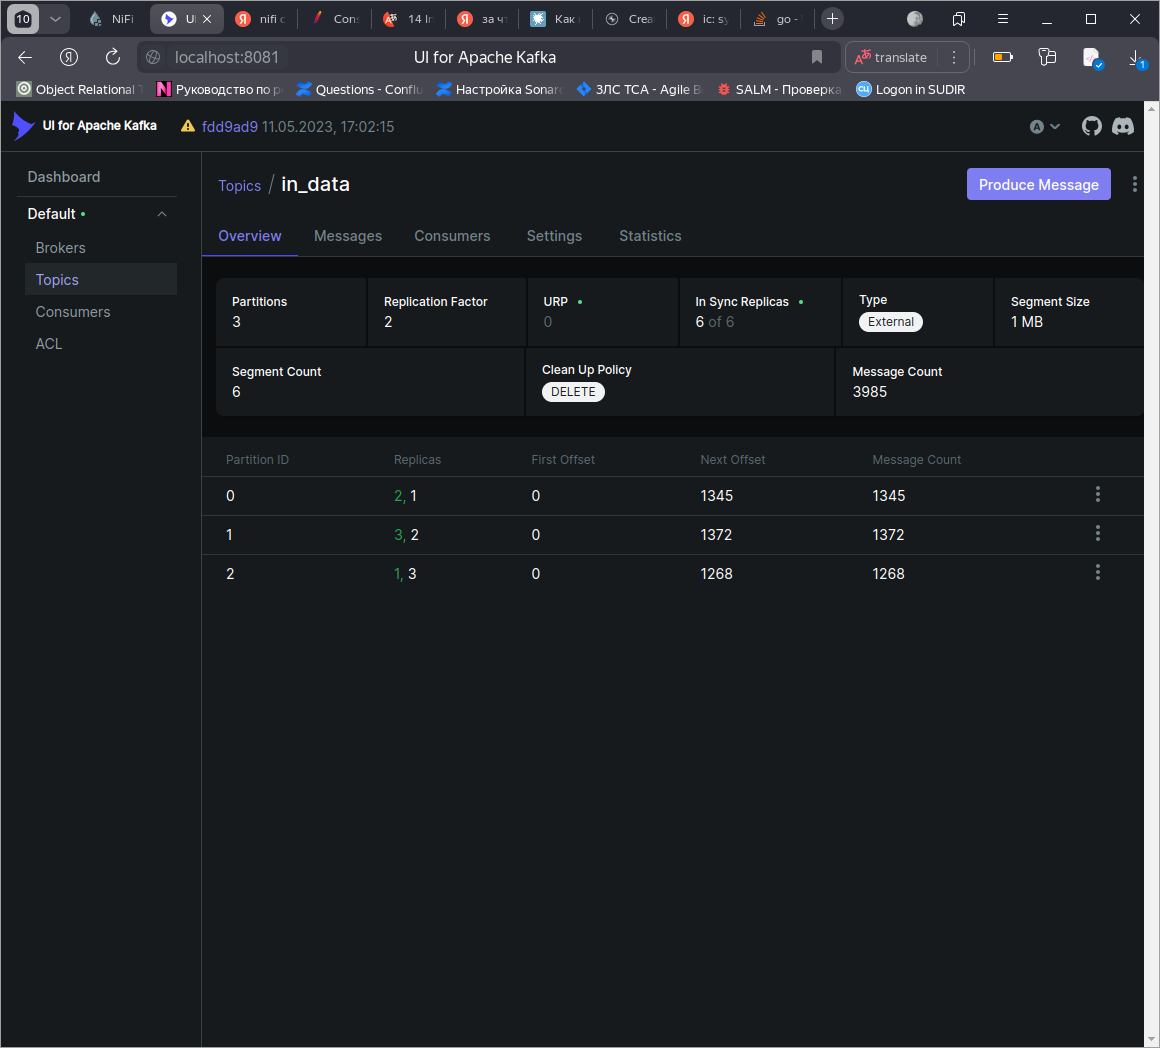 10 NiFi UI nifi Cons 14 за ч Как Crea ic: sy go -
localhost:8081 UI for Apache Kafka translate
Object Relational Руководство по р Questions - Conflu Настройка Sonar ЗЛС ТСА - Agile B SALM - Проверка Logon in SUDIR
UI for Apache Kafka fdd9ad9 11.05.2023, 17:02:15 A
Dashboard
Default
Brokers
Topics
Consumers
ACL
Topics / in_data Produce Message
Overview Messages Consumers Settings Statistics
Partitions Replication Factor URP In Sync Replicas Type Segment Size
3 2 0 6 of 6 External 1 MB
Segment Count Clean Up Policy Message Count
6 DELETE 3985
Partition ID Replicas First Offset Next Offset Message Count
0 2, 1 0 1345 1345
1 3, 2 0 1372 1372
2 1, 3 0 1268 1268